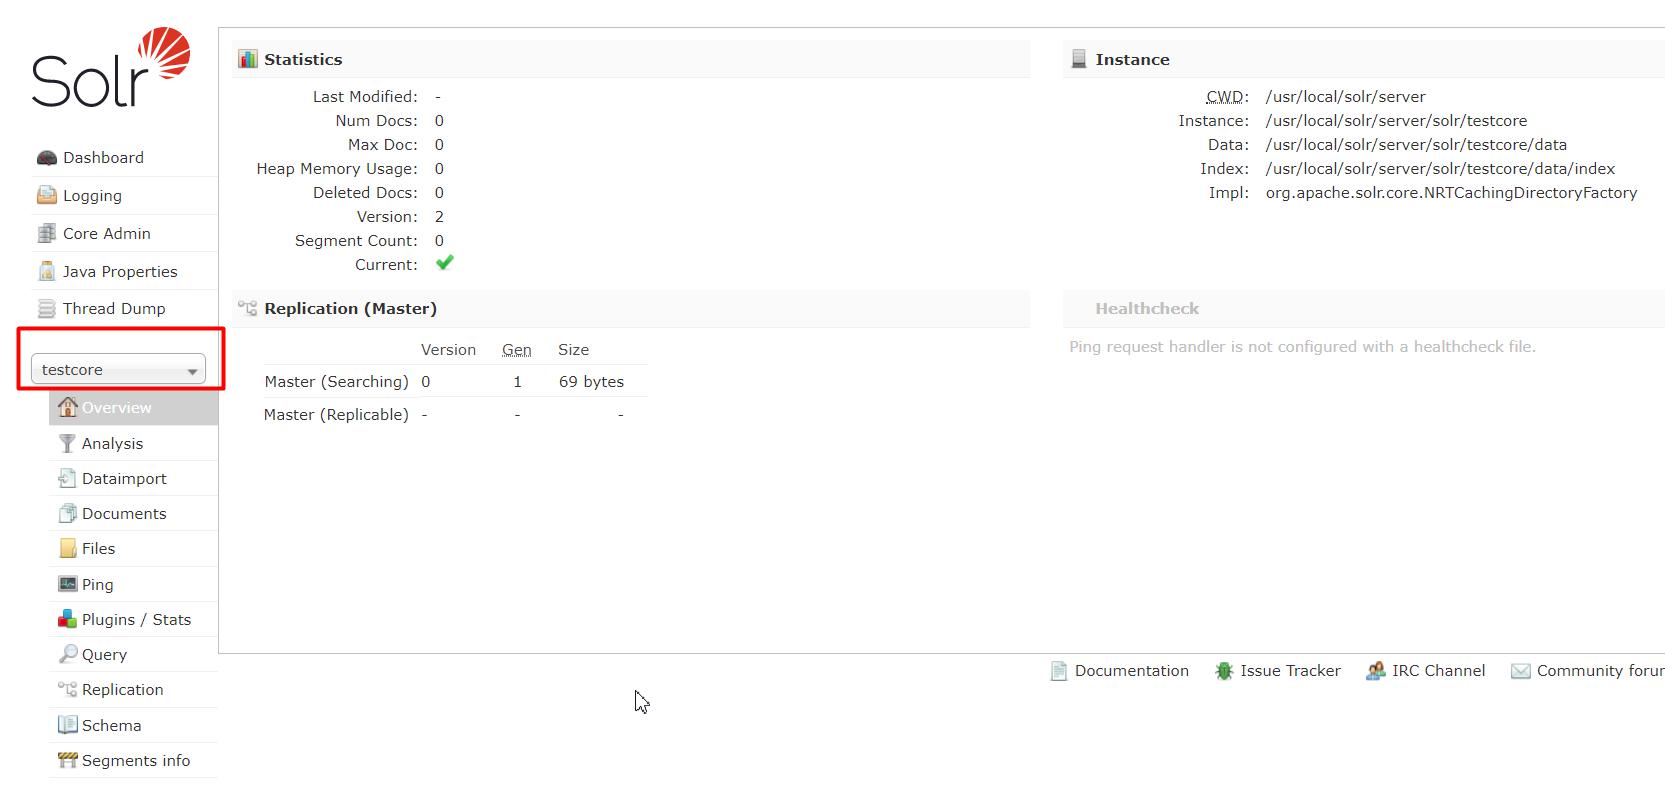 Solr
Dashboard
Logging
Core Admin
Java Properties
Thread Dump
testcore
Overview
Analysis
Dataimport
Documents
Files
Ping
Plugins / Stats
Query
Replication
Schema
Segments info
Statistics
Last Modified: -
Num Docs: 0
Max Doc: 0
Heap Memory Usage: 0
Deleted Docs: 0
Version: 2
Segment Count: 0
Current:
Instance
CWD: /usr/local/solr/server
Instance: /usr/local/solr/server/solr/testcore
Data: /usr/local/solr/server/solr/testcore/data
Index: /usr/local/solr/server/solr/testcore/data/index
Impl: org.apache.solr.core.NRTCachingDirectoryFactory
Replication (Master)
Version Gen Size
Master (Searching) 0 1 69 bytes
Master (Replicable) - - -
Healthcheck
Ping request handler is not configured with a healthcheck file.
Documentation Issue Tracker IRC Channel Community forur